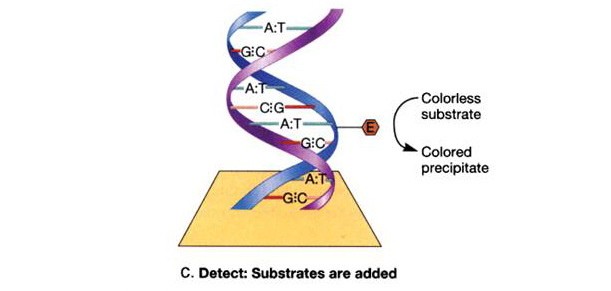 A:T
G⫶C
A:T
C⫶G
A:T
E
Colorless
substrate
G⫶C
Colored
precipitate
A:T
G⫶C
C. Detect: Substrates are added